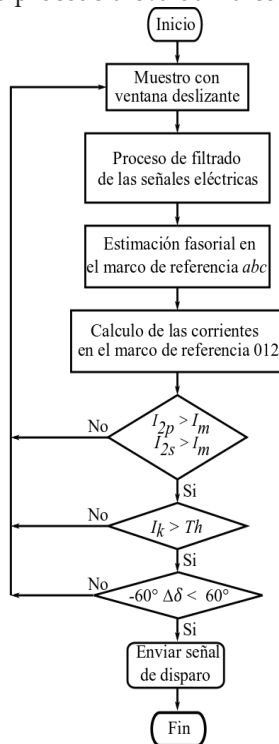 Inicio
Muestro con
ventana deslizante
Proceso de filtrado
de las señales eléctricas
Estimación fasorial en
el marco de referencia abc
Calculo de las corrientes
en el marco de referencia 012
I2p > Im
No
I2s > Im
Si
No
Ik > Th
Si
No
-60° Δδ < 60°
Si
Enviar señal
de disparo
Fin